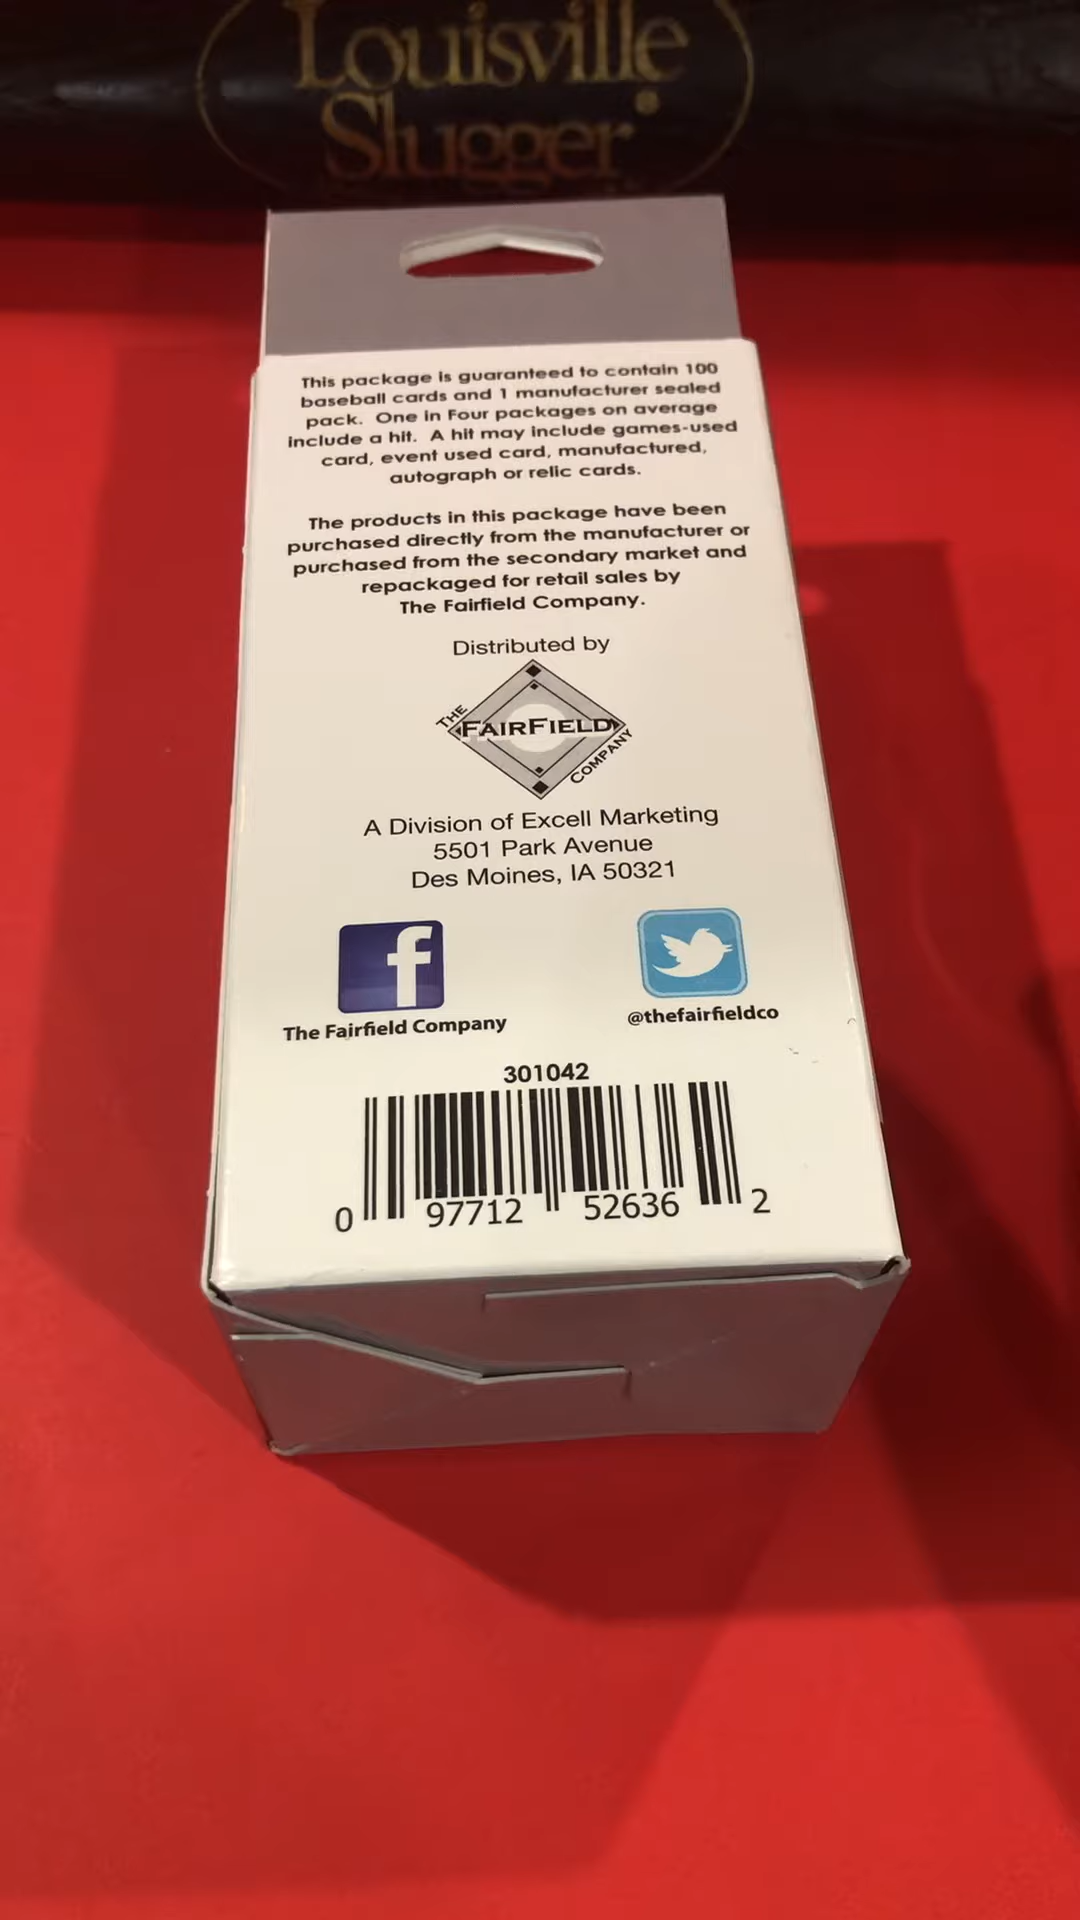 Louisville
Slugger®
This package is guaranteed to contain 100
baseball cards and 1 manufacturer sealed
pack. One in Four packages on average
include a hit. A hit may include games-used
card, event used card, manufactured,
autograph or relic cards.
The products in this package have been
purchased directly from the manufacturer or
purchased from the secondary market and
repackaged for retail sales by
The Fairfield Company.
Distributed by
THE
FAIRFIELD
COMPANY
A Division of Excell Marketing
5501 Park Avenue
Des Moines, IA 50321
f
The Fairfield Company
@thefairfieldco
301042
0 97712 52636 2